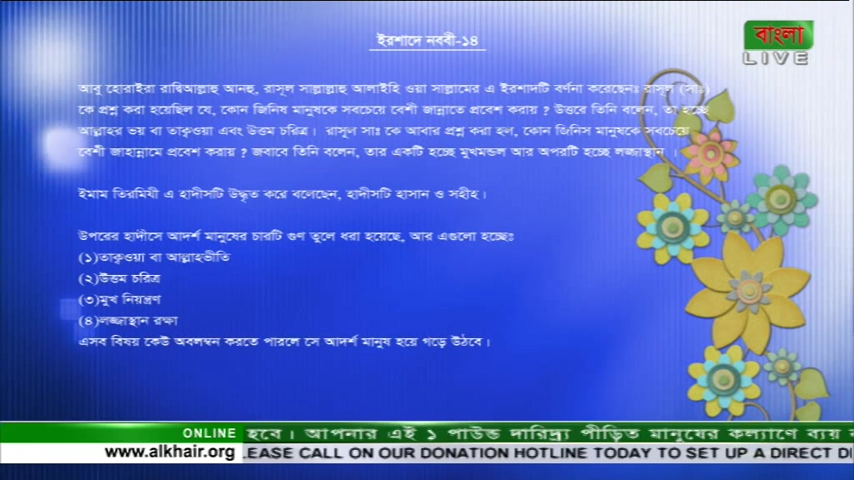 ইরশাদে নববী-১৪
বাংলা
LIVE
আবু হোরাইরা রাদ্বিআল্লাহু আনহু, রাসূল সাল্লাল্লাহু আলাইহি ওয়া সাল্লামের এ ইরশাদটি বর্ণনা করেছেনঃ রাসূল (সাঃ)
কে প্রশ্ন করা হয়েছিল যে, কোন জিনিষ মানুষকে সবচেয়ে বেশী জান্নাতে প্রবেশ করায় ? উত্তরে তিনি বলেন, তা হচ্ছে
আল্লাহর ভয় বা তাক্বওয়া এবং উত্তম চরিত্র। রাসূল সাঃ কে আবার প্রশ্ন করা হল, কোন জিনিস মানুষকে সবচেয়ে
বেশী জাহান্নামে প্রবেশ করায় ? জবাবে তিনি বলেন, তার একটি হচ্ছে মুখমন্ডল আর অপরটি হচ্ছে লজ্জাস্থান ।
ইমাম তিরমিযী এ হাদীসটি উদ্ধৃত করে বলেছেন, হাদীসটি হাসান ও সহীহ।
উপরের হাদীসে আদর্শ মানুষের চারটি গুণ তুলে ধরা হয়েছে, আর এগুলো হচ্ছেঃ
(১)তাক্বওয়া বা আল্লাহভীতি
(২)উত্তম চরিত্র
(৩)মুখ নিয়ন্ত্রণ
(৪)লজ্জাস্থান রক্ষা
এসব বিষয় কেউ অবলম্বন করতে পারলে সে আদর্শ মানুষ হয়ে গড়ে উঠবে।
ONLINE হবে। আপনার এই ১ পাউন্ড দারিদ্র্য পীড়িত মানুষের কল্যাণে ব্যয়
www.alkhair.org EASE CALL ON OUR DONATION HOTLINE TODAY TO SET UP A DIRECT DI